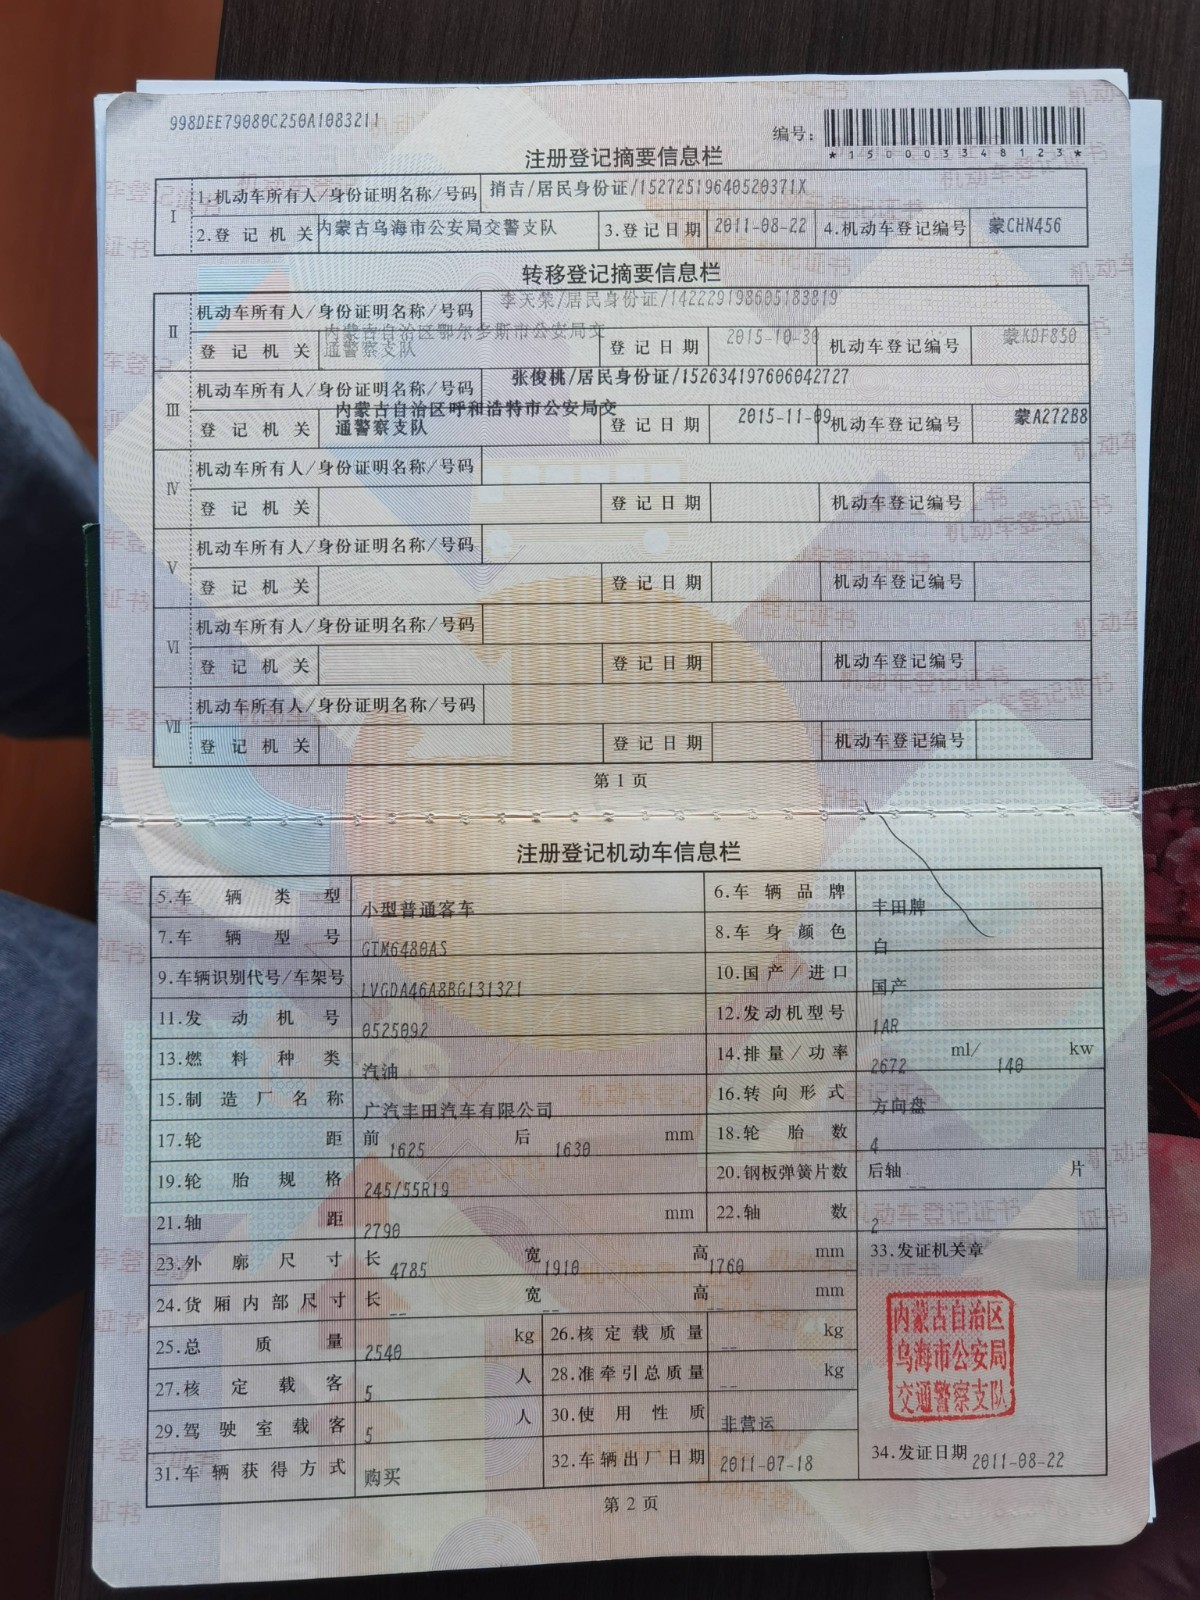 998DEE79080C250A1083211
编号：
*150003348123*
注册登记摘要信息栏
Ⅰ 1.机动车所有人/身份证明名称/号码 捎吉/居民身份证/15272519640520371X
2.登记机关 内蒙古乌海市公安局交警支队 3.登记日期 2011-08-22 4.机动车登记编号 蒙CHN456
转移登记摘要信息栏
Ⅱ 机动车所有人/身份证明名称/号码 李天荣/居民身份证/142229198605183819
登记机关 内蒙古自治区鄂尔多斯市公安局交通警察支队 登记日期 2015-10-30 机动车登记编号 蒙KDF850
Ⅲ 机动车所有人/身份证明名称/号码 张俊桃/居民身份证/152634197606042727
登记机关 内蒙古自治区呼和浩特市公安局交通警察支队 登记日期 2015-11-09 机动车登记编号 蒙A272B8
Ⅳ 机动车所有人/身份证明名称/号码
登记机关 登记日期 机动车登记编号
Ⅴ 机动车所有人/身份证明名称/号码
登记机关 登记日期 机动车登记编号
Ⅵ 机动车所有人/身份证明名称/号码
登记机关 登记日期 机动车登记编号
Ⅶ 机动车所有人/身份证明名称/号码
登记机关 登记日期 机动车登记编号
第1页
注册登记机动车信息栏
5.车辆类型 小型普通客车 6.车辆品牌 丰田牌
7.车辆型号 GTM6480AS 8.车身颜色 白
9.车辆识别代号/车架号 LVGDA46A8BG131321 10.国产/进口 国产
11.发动机号 0525092 12.发动机型号 1AR
13.燃料种类 汽油 14.排量/功率 2672 ml/ 140 kw
15.制造厂名称 广汽丰田汽车有限公司 16.转向形式 方向盘
17.轮距 前 1625 后 1630 mm 18.轮胎数 4
19.轮胎规格 245/55R19 20.钢板弹簧片数 后轴 -- 片
21.轴距 2790 mm 22.轴数 2
23.外廓尺寸 长 4785 宽 1910 高 1760 mm 33.发证机关章
24.货厢内部尺寸 长 -- 宽 -- 高 -- mm
内蒙古自治区
乌海市公安局
交通警察支队
25.总质量 2540 kg 26.核定载质量 -- kg
27.核定载客 5 人 28.准牵引总质量 -- kg
29.驾驶室载客 5 人 30.使用性质 非营运
31.车辆获得方式 购买 32.车辆出厂日期 2011-07-18 34.发证日期 2011-08-22
第2页